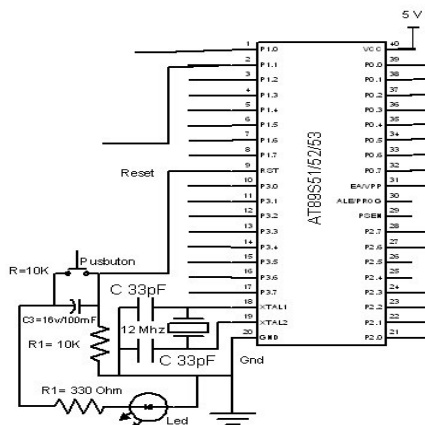 5 V
1 P1.0 VCC 40
2 P1.1 P0.0 39
3 P1.2 P0.1 38
4 P1.3 P0.2 37
5 P1.4 P0.3 36
6 P1.5 P0.4 35
7 P1.6 P0.5 34
8 P1.7 P0.6 33
9 RST P0.7 32
10 P3.0 EA/VPP 31
11 P3.1 ALE/PROG 30
12 P3.2 PSEN 29
13 P3.3 P2.7 28
14 P3.4 P2.6 27
15 P3.5 P2.5 26
16 P3.6 P2.4 25
17 P3.7 P2.3 24
18 XTAL1 P2.2 23
19 XTAL2 P2.1 22
20 GND P2.0 21
AT89S51/52/53
Reset
Pusbuton
R=10K
C 33pF
C3=16v/100mF
12 Mhz
R1= 10K
C 33pF
Gnd
R1= 330 Ohm
Led